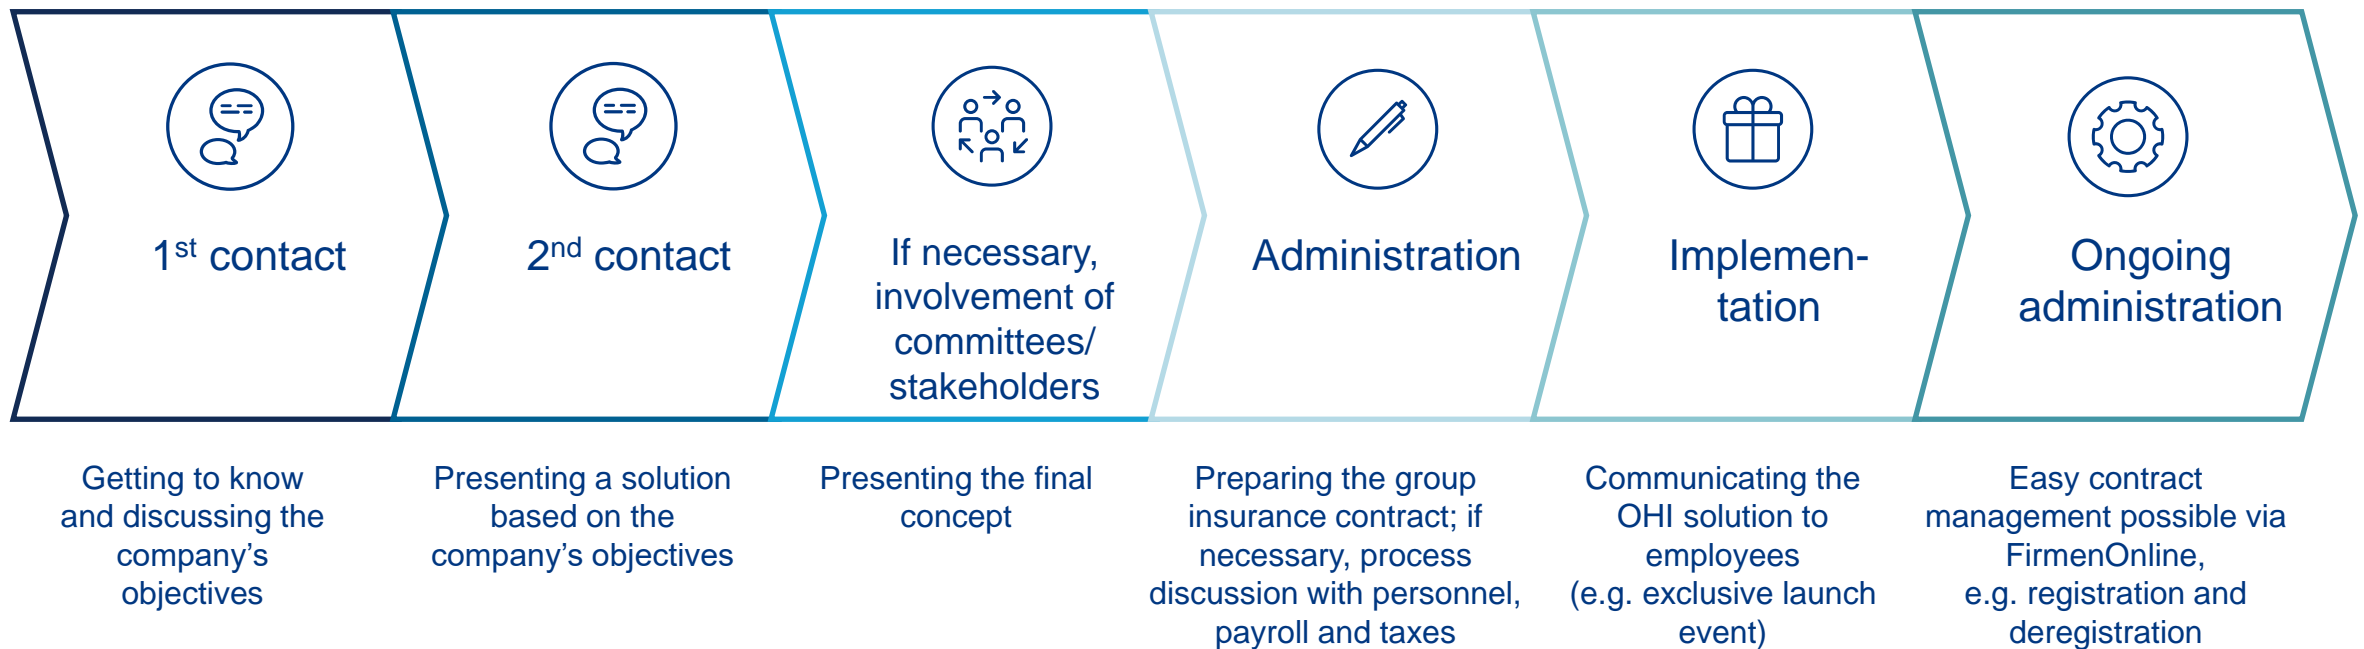 1st contact
2nd contact
If necessary,
involvement of
committees/
stakeholders
Administration
Implemen-
tation
Ongoing
administration
Getting to know
and discussing the
company's
objectives
Presenting a solution
based on the
company's objectives
Presenting the final
concept
Preparing the group
insurance contract; if
necessary, process
discussion with personnel,
payroll and taxes
Communicating the
OHI solution to
employees
(e.g. exclusive launch
event)
Easy contract
management possible via
FirmenOnline,
e.g. registration and
deregistration